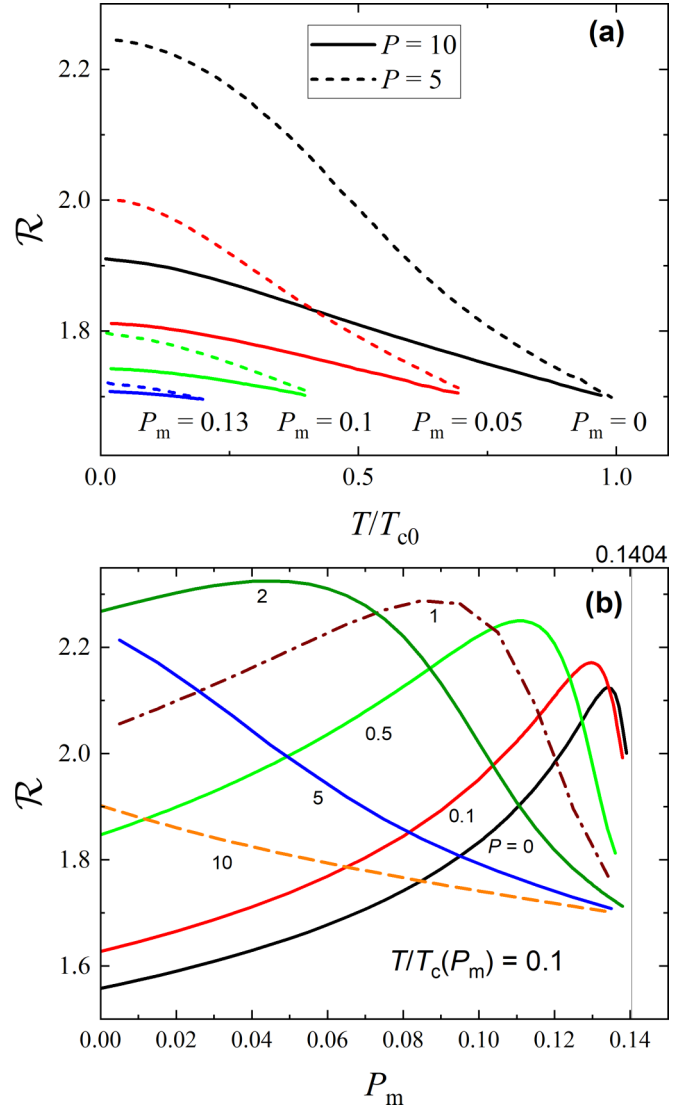 (a)
P = 10
P = 5
2.2
2.0
1.8
ℛ
P_m = 0.13 P_m = 0.1 P_m = 0.05 P_m = 0
0.0 0.5 1.0
T/T_c0
0.1404
(b)
2
1
2.2
2.0
1.8
1.6
ℛ
0.5
5
0.1
P = 0
10
T/T_c(P_m) = 0.1
0.00 0.02 0.04 0.06 0.08 0.10 0.12 0.14
P_m